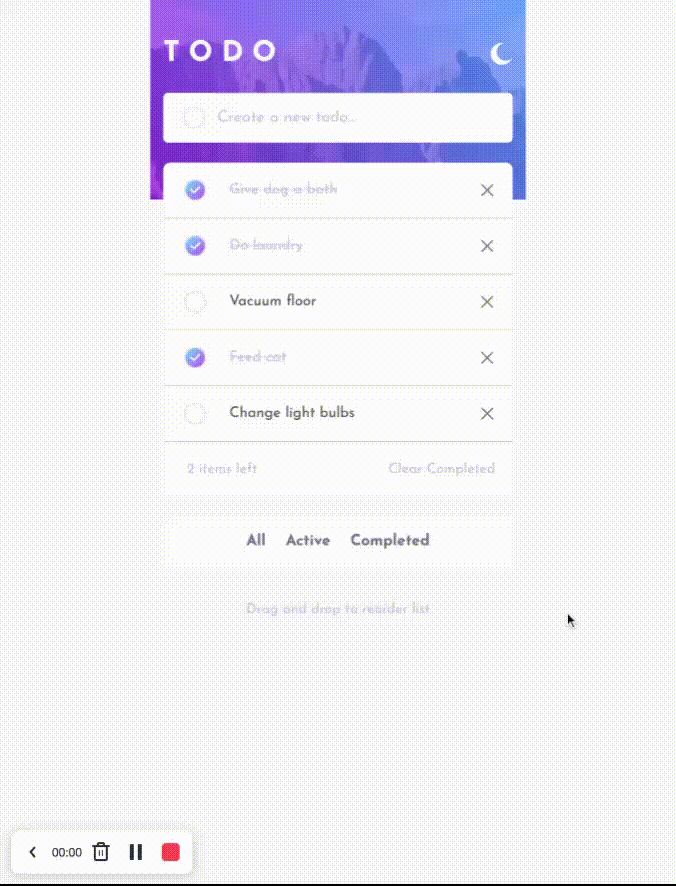 TODO
Create a new todo...
Give dog a bath
Do laundry
Vacuum floor
Feed cat
Change light bulbs
2 items left Clear Completed
All Active Completed
Drag and drop to reorder list
00:00